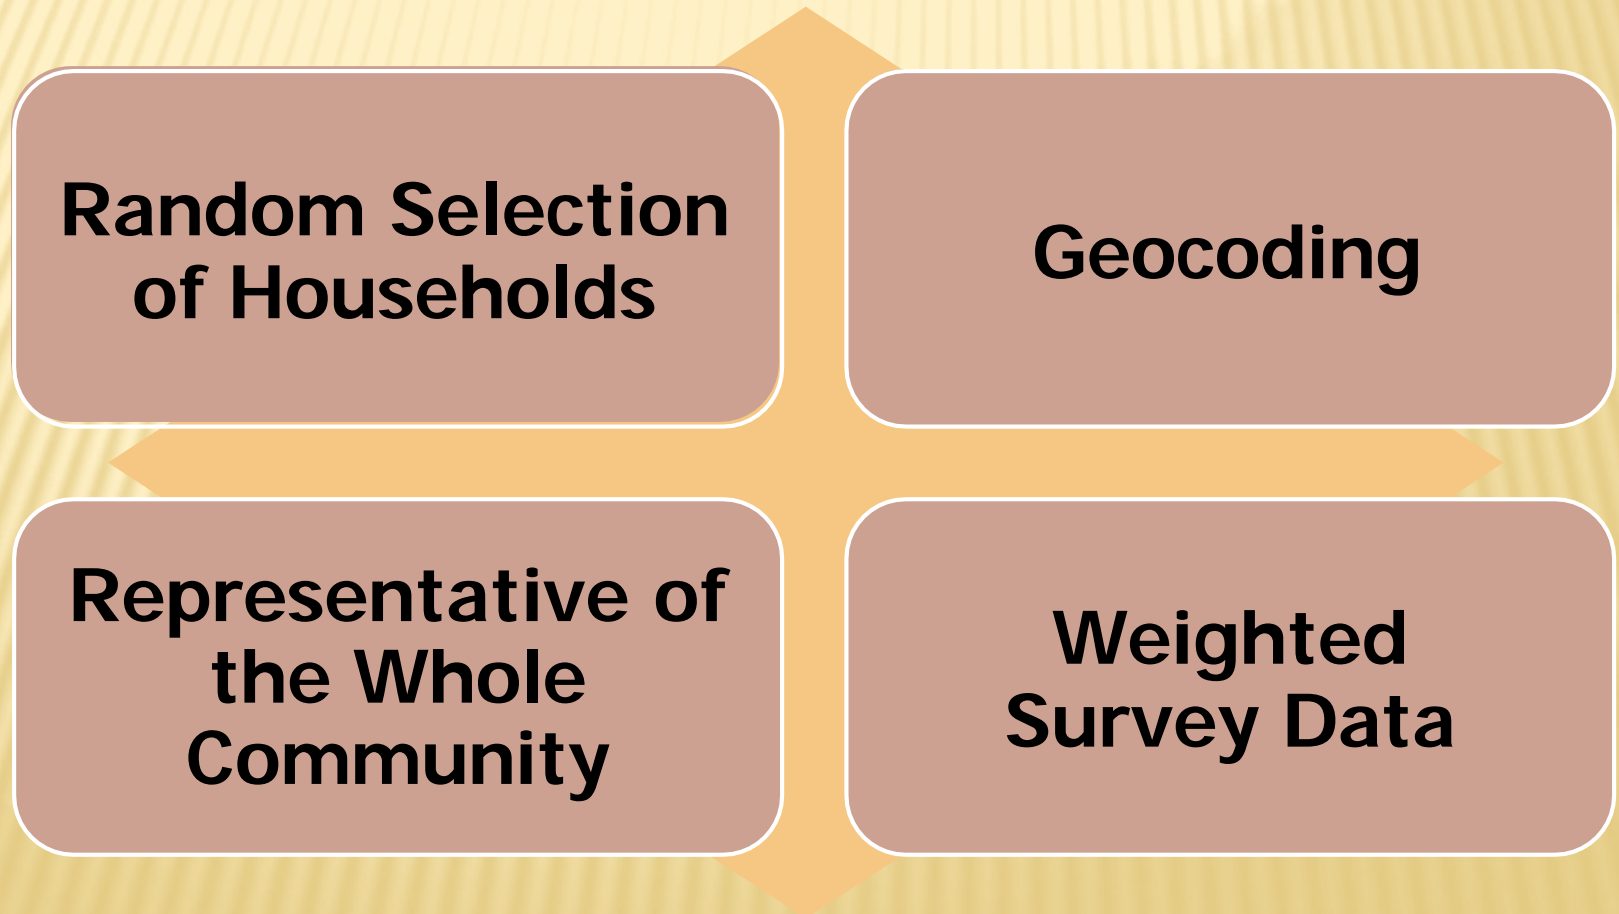 Random Selection
of Households
Geocoding
Representative of
the Whole
Community
Weighted
Survey Data